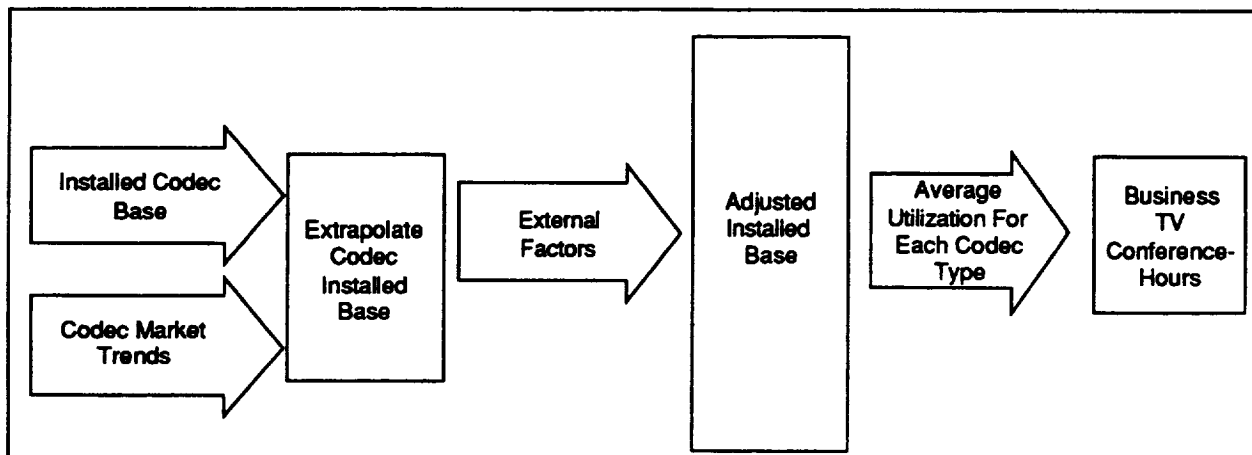 Installed Codec
Base
Codec Market
Trends
Extrapolate
Codec
Installed
Base
External
Factors
Adjusted
Installed
Base
Average
Utilization For
Each Codec
Type
Business
TV
Conference-
Hours